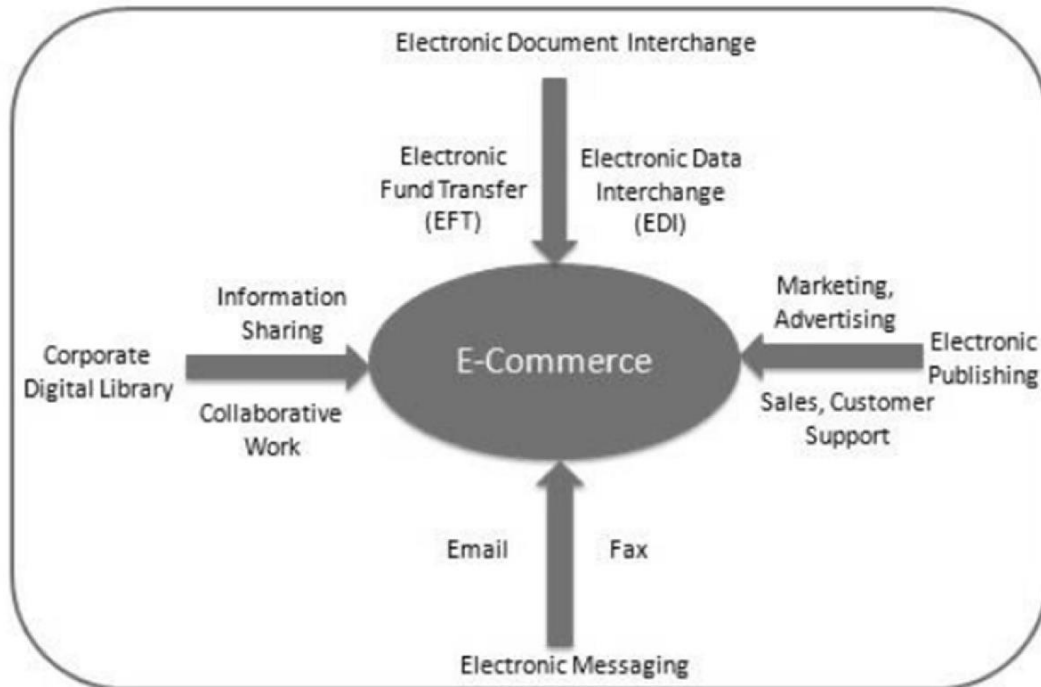 Electronic Document Interchange
Electronic
Fund Transfer
(EFT)
Electronic Data
Interchange
(EDI)
Information
Sharing
Corporate
Digital Library
Collaborative
Work
E-Commerce
Marketing,
Advertising
Electronic
Publishing
Sales, Customer
Support
Email
Fax
Electronic Messaging